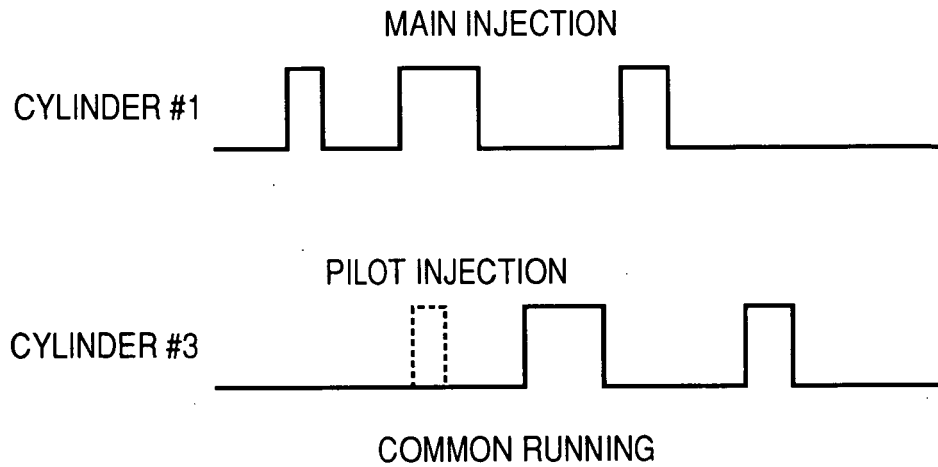 MAIN INJECTION
CYLINDER #1
PILOT INJECTION
CYLINDER #3
COMMON RUNNING